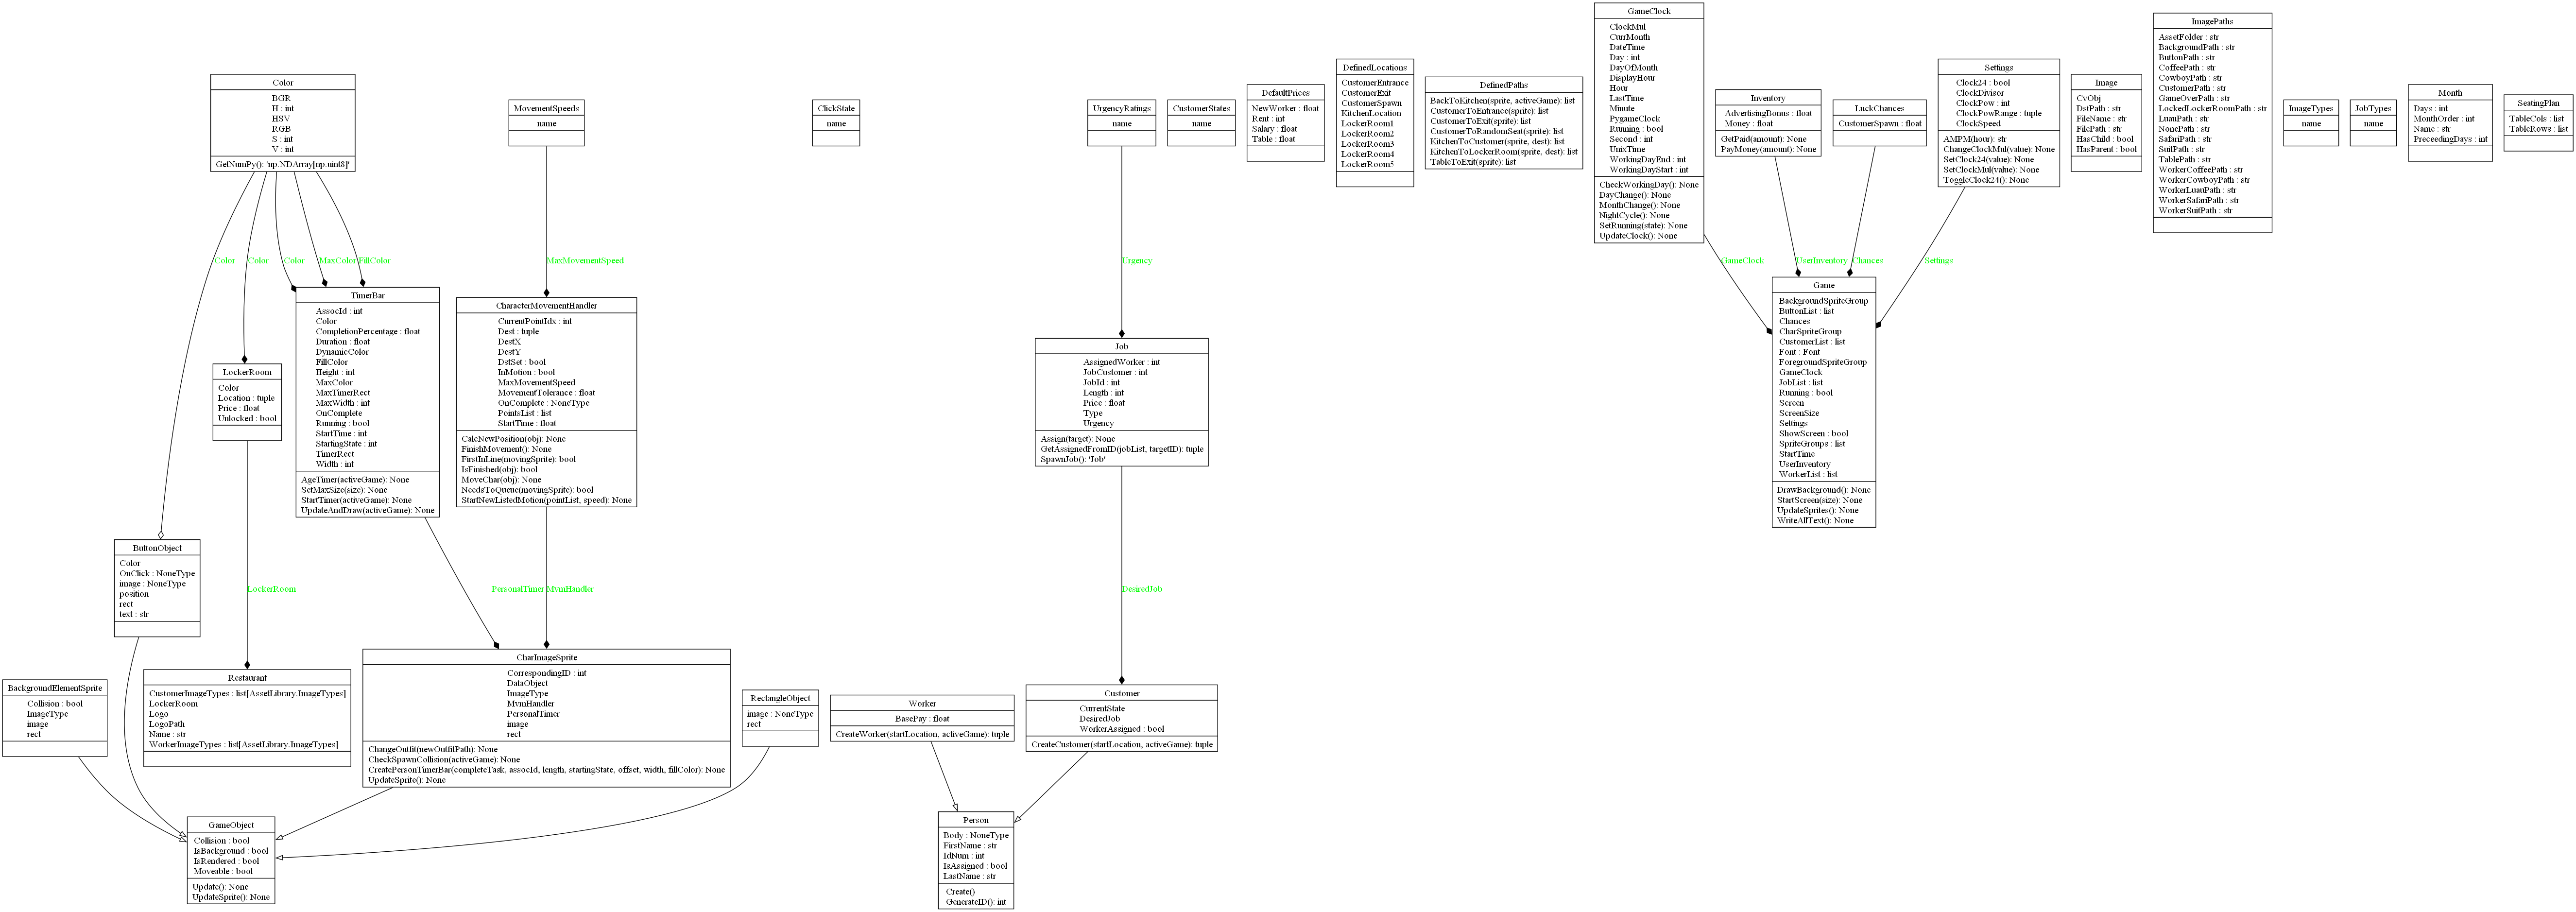 Color
BGR
H : int
HSV
RGB
S : int
V : int
GetNumPy(): 'np.NDArray[np.uint8]'
MovementSpeeds
name
ClickState
name
UrgencyRatings
name
CustomerStates
name
DefaultPrices
NewWorker : float
Rent : int
Salary : float
Table : float
DefinedLocations
CustomerEntrance
CustomerExit
CustomerSpawn
KitchenLocation
LockerRoom1
LockerRoom2
LockerRoom3
LockerRoom4
LockerRoom5
DefinedPaths
BackToKitchen(sprite, activeGame): list
CustomerToEntrance(sprite): list
CustomerToExit(sprite): list
CustomerToRandomSeat(sprite): list
KitchenToCustomer(sprite, dest): list
KitchenToLockerRoom(sprite, dest): list
TableToExit(sprite): list
GameClock
ClockMul
CurrMonth
DateTime
Day : int
DayOfMonth
DisplayHour
Hour
LastTime
Minute
PygameClock
Running : bool
Second : int
UnixTime
WorkingDayEnd : int
WorkingDayStart : int
CheckWorkingDay(): None
DayChange(): None
MonthChange(): None
NightCycle(): None
SetRunning(state): None
UpdateClock(): None
Inventory
AdvertisingBonus : float
Money : float
GetPaid(amount): None
PayMoney(amount): None
LuckChances
CustomerSpawn : float
Settings
Clock24 : bool
ClockDivisor
ClockPow : int
ClockPowRange : tuple
ClockSpeed
AMPM(hour): str
ChangeClockMul(value): None
SetClock24(value): None
SetClockMul(value): None
ToggleClock24(): None
Image
CvObj
DstPath : str
FileName : str
FilePath : str
HasChild : bool
HasParent : bool
ImagePaths
AssetFolder : str
BackgroundPath : str
ButtonPath : str
CoffeePath : str
CowboyPath : str
CustomerPath : str
GameOverPath : str
LockedLockerRoomPath : str
LuauPath : str
NonePath : str
SafariPath : str
SuitPath : str
TablePath : str
WorkerCoffeePath : str
WorkerCowboyPath : str
WorkerLuauPath : str
WorkerSafariPath : str
WorkerSuitPath : str
ImageTypes
name
JobTypes
name
Month
Days : int
MonthOrder : int
Name : str
PreceedingDays : int
SeatingPlan
TableCols : list
TableRows : list
Color
Color
Color
MaxColor
FillColor
MaxMovementSpeed
Urgency
GameClock
UserInventory
Chances
Settings
TimerBar
AssocId : int
Color
CompletionPercentage : float
Duration : float
DynamicColor
FillColor
Height : int
MaxColor
MaxTimerRect
MaxWidth : int
OnComplete
Running : bool
StartTime : int
StartingState : int
TimerRect
Width : int
AgeTimer(activeGame): None
SetMaxSize(size): None
StartTimer(activeGame): None
UpdateAndDraw(activeGame): None
CharacterMovementHandler
CurrentPointIdx : int
Dest : tuple
DestX
DestY
DstSet : bool
InMotion : bool
MaxMovementSpeed
MovementTolerance : float
OnComplete : NoneType
PointsList : list
StartTime : float
CalcNewPosition(obj): None
FinishMovement(): None
FirstInLine(movingSprite): bool
IsFinished(obj): bool
MoveChar(obj): None
NeedsToQueue(movingSprite): bool
StartNewListedMotion(pointList, speed): None
LockerRoom
Color
Location : tuple
Price : float
Unlocked : bool
Job
AssignedWorker : int
JobCustomer : int
JobId : int
Length : int
Price : float
Type
Urgency
Assign(target): None
GetAssignedFromID(jobList, targetID): tuple
SpawnJob(): 'Job'
Game
BackgroundSpriteGroup
ButtonList : list
Chances
CharSpriteGroup
CustomerList : list
Font : Font
ForegroundSpriteGroup
GameClock
JobList : list
Running : bool
Screen
ScreenSize
Settings
ShowScreen : bool
SpriteGroups : list
StartTime
UserInventory
WorkerList : list
DrawBackground(): None
StartScreen(size): None
UpdateSprites(): None
WriteAllText(): None
ButtonObject
Color
OnClick : NoneType
image : NoneType
position
rect
text : str
LockerRoom
PersonalTimer
MvmHandler
DesiredJob
BackgroundElementSprite
Collision : bool
ImageType
image
rect
Restaurant
CustomerImageTypes : list[AssetLibrary.ImageTypes]
LockerRoom
Logo
LogoPath
Name : str
WorkerImageTypes : list[AssetLibrary.ImageTypes]
CharImageSprite
CorrespondingID : int
DataObject
ImageType
MvmHandler
PersonalTimer
image
rect
ChangeOutfit(newOutfitPath): None
CheckSpawnCollision(activeGame): None
CreatePersonTimerBar(completeTask, assocId, length, startingState, offset, width, fillColor): None
UpdateSprite(): None
RectangleObject
image : NoneType
rect
Worker
BasePay : float
CreateWorker(startLocation, activeGame): tuple
Customer
CurrentState
DesiredJob
WorkerAssigned : bool
CreateCustomer(startLocation, activeGame): tuple
GameObject
Collision : bool
IsBackground : bool
IsRendered : bool
Moveable : bool
Update(): None
UpdateSprite(): None
Person
Body : NoneType
FirstName : str
IdNum : int
IsAssigned : bool
LastName : str
Create()
GenerateID(): int